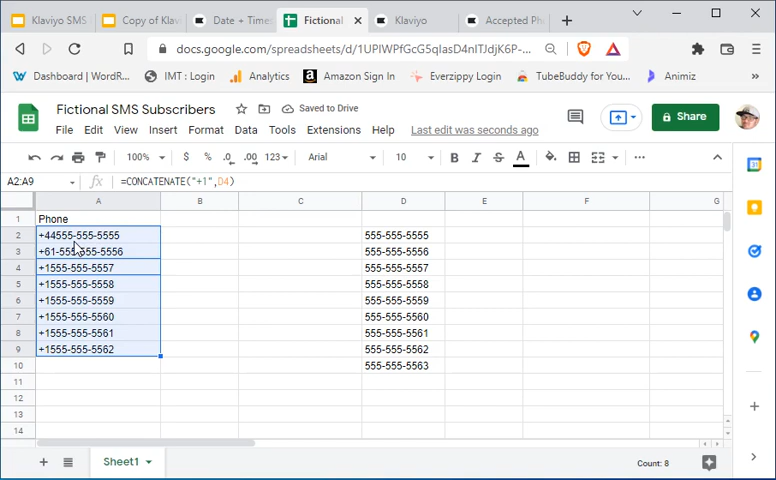 Klaviyo SMS
Copy of Klavi
Date + Time
Fictional
Klaviyo
Accepted Ph
docs.google.com/spreadsheets/d/1UPIWPfGcG5qIasD4nITJdjK6P-...
Dashboard | WordPR...
IMT : Login
Analytics
Amazon Sign In
Everzippy Login
TubeBuddy for YouT...
Animiz
Fictional SMS Subscribers
Saved to Drive
File Edit View Insert Format Data Tools Extensions Help Last edit was seconds ago
Share
100% $ % .0 .00 123 Arial 10 B I S A
A2:A9 fx =CONCATENATE("+1",D4)
A B C D E F G
1 Phone
2 +44555-555-5555 555-555-5555
3 +61-555-555-5556 555-555-5556
4 +1555-555-5557 555-555-5557
5 +1555-555-5558 555-555-5558
6 +1555-555-5559 555-555-5559
7 +1555-555-5560 555-555-5560
8 +1555-555-5561 555-555-5561
9 +1555-555-5562 555-555-5562
10 555-555-5563
11
12
13
14
Sheet1
Count: 8